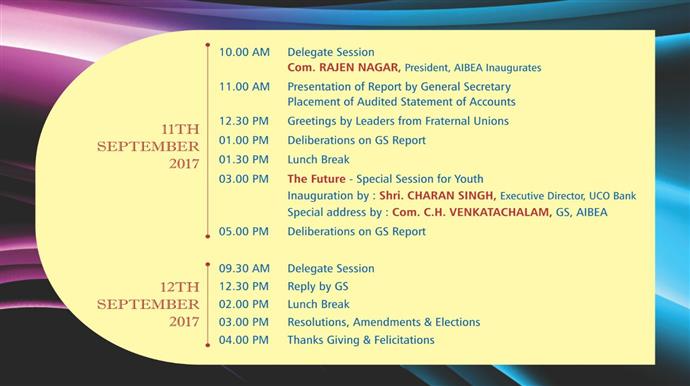 11TH
SEPTEMBER
2017
10.00 AM Delegate Session
Com. RAJEN NAGAR, President, AIBEA Inaugurates
11.00 AM Presentation of Report by General Secretary
Placement of Audited Statement of Accounts
12.30 PM Greetings by Leaders from Fraternal Unions
01.00 PM Deliberations on GS Report
01.30 PM Lunch Break
03.00 PM The Future - Special Session for Youth
Inauguration by : Shri. CHARAN SINGH, Executive Director, UCO Bank
Special address by : Com. C.H. VENKATACHALAM, GS, AIBEA
05.00 PM Deliberations on GS Report
12TH
SEPTEMBER
2017
09.30 AM Delegate Session
12.30 PM Reply by GS
02.00 PM Lunch Break
03.00 PM Resolutions, Amendments & Elections
04.00 PM Thanks Giving & Felicitations